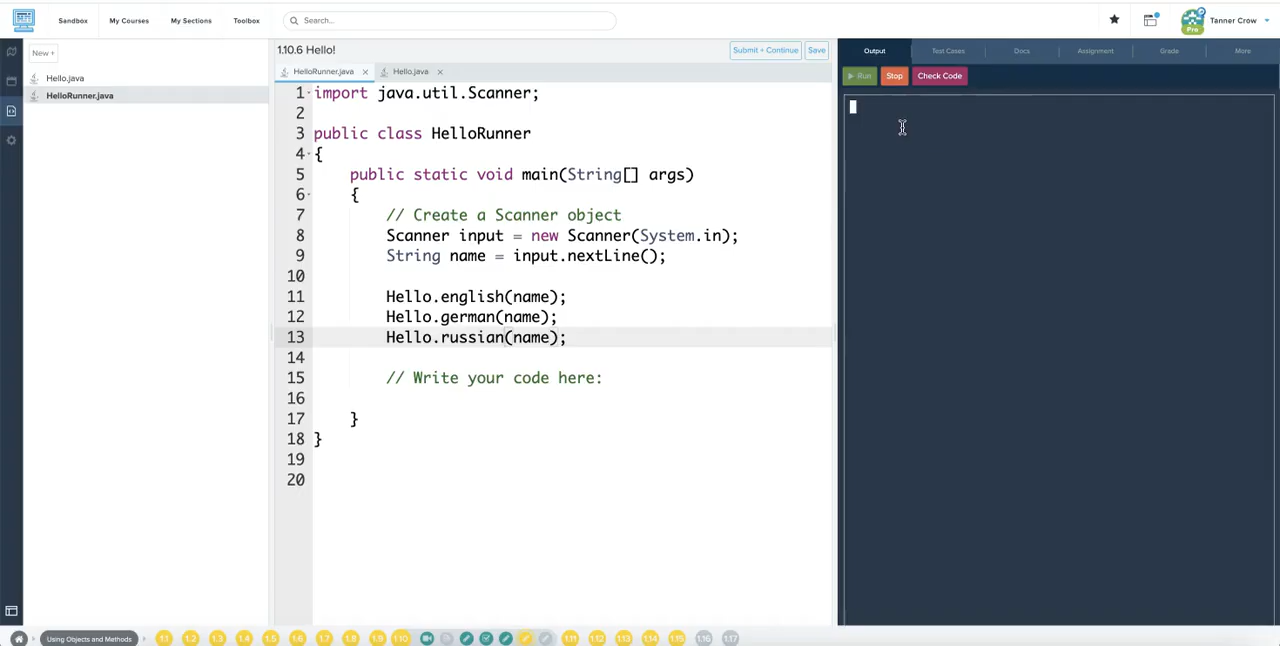 Sandbox
My Courses
My Sections
Toolbox
Search...
Pro
Tanner Crow
New +
Hello.java
HelloRunner.java
1.10.6 Hello!
Submit + Continue
Save
HelloRunner.java
Hello.java
1 import java.util.Scanner;
2
3 public class HelloRunner
4 {
5 public static void main(String[] args)
6 {
7 // Create a Scanner object
8 Scanner input = new Scanner(System.in);
9 String name = input.nextLine();
10
11 Hello.english(name);
12 Hello.german(name);
13 Hello.russian(name);
14
15 // Write your code here:
16
17 }
18 }
19
20
Output
Test Cases
Docs
Assignment
Grade
More
Run
Stop
Check Code
Using Objects and Methods
1.1 1.2 1.3 1.4 1.5 1.6 1.7 1.8 1.9 1.10 1.11 1.12 1.13 1.14 1.15 1.16 1.17